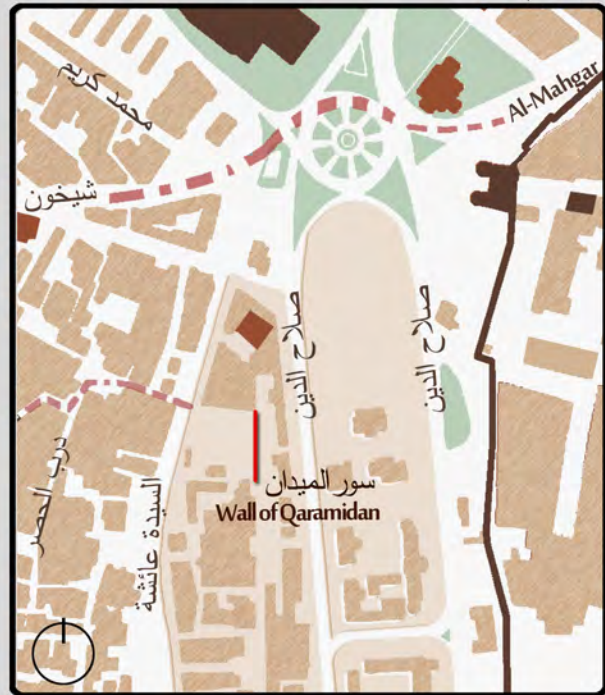 محمد كريم
Al-Mahgar
شيخون
صلاح الدين
صلاح الدين
درب الحصر
السيدة عائشة
سور الميدان
Wall of Qaramidan